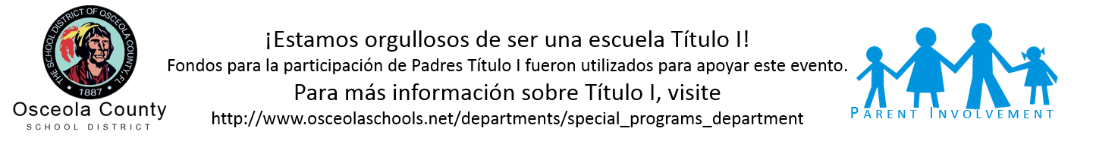 THE SCHOOL DISTRICT OF OSCEOLA COUNTY, FL
1887
Osceola County
SCHOOL DISTRICT
¡Estamos orgullosos de ser una escuela Título I!
Fondos para la participación de Padres Título I fueron utilizados para apoyar este evento.
Para más información sobre Título I, visite
http://www.osceolaschools.net/departments/special_programs_department
PARENT INVOLVEMENT